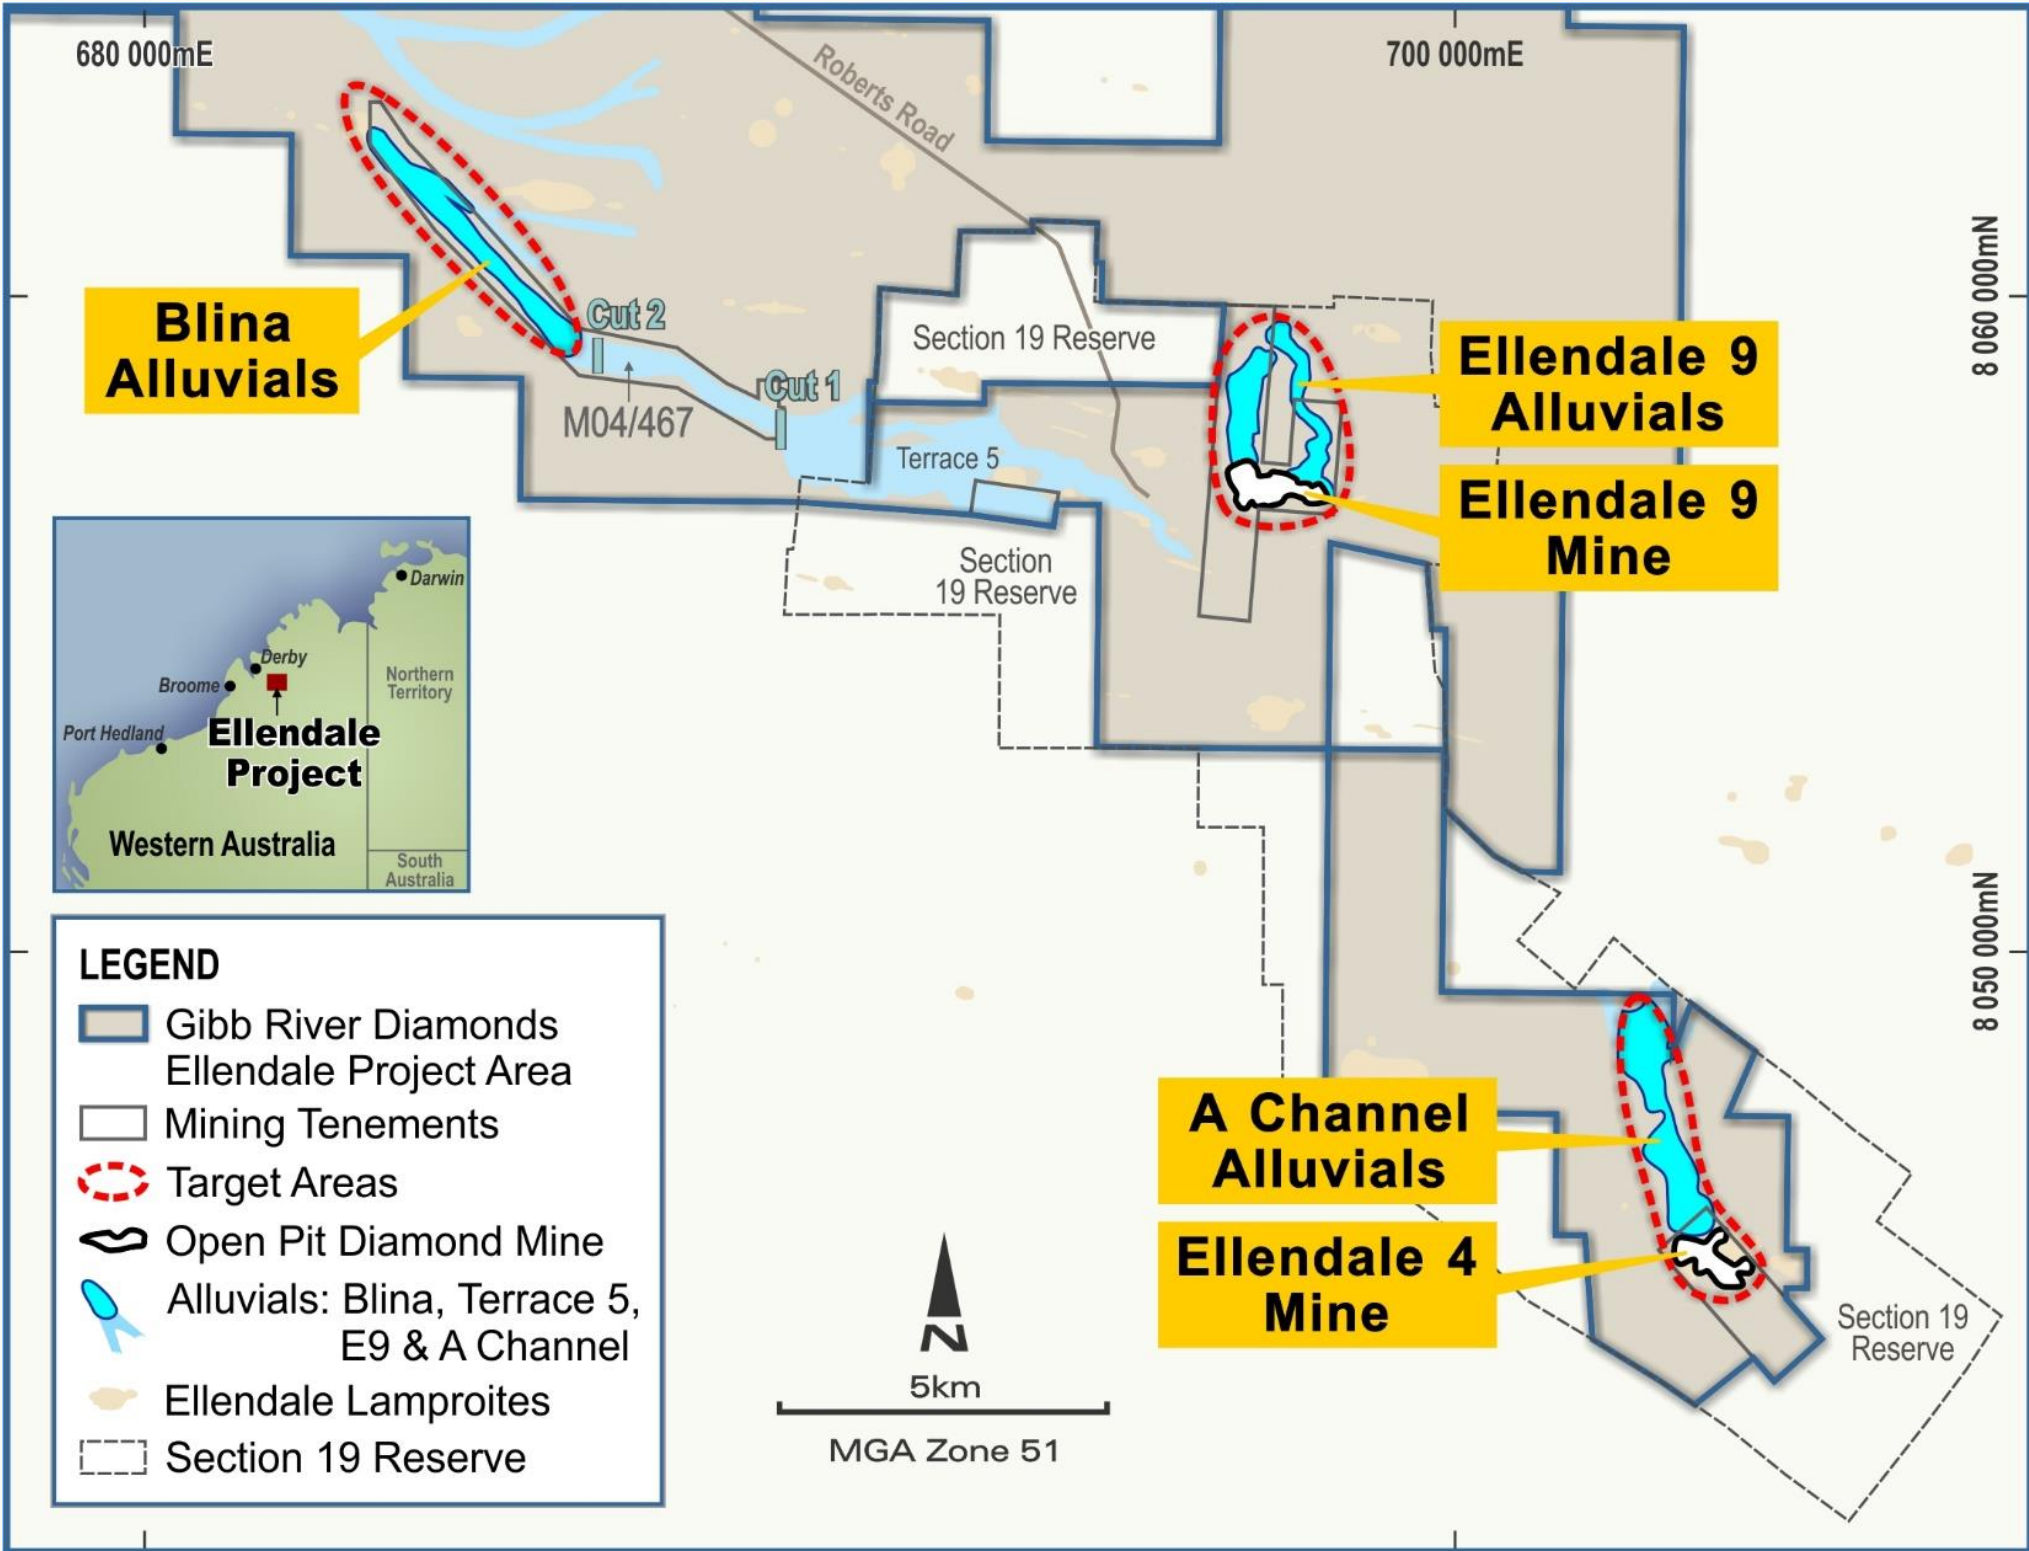 680 000mE
700 000mE
Roberts Road
8 060 000mN
Blina
Alluvials
Cut 2
Cut 1
M04/467
Section 19 Reserve
Terrace 5
Section
19 Reserve
Ellendale 9
Alluvials
Ellendale 9
Mine
Darwin
Derby
Broome
Northern
Territory
Port Hedland
Ellendale
Project
Western Australia
South
Australia
8 050 000mN
LEGEND
Gibb River Diamonds
Ellendale Project Area
Mining Tenements
Target Areas
Open Pit Diamond Mine
Alluvials: Blina, Terrace 5,
E9 & A Channel
Ellendale Lamproites
Section 19 Reserve
A Channel
Alluvials
Ellendale 4
Mine
Section 19
Reserve
N
5km
MGA Zone 51